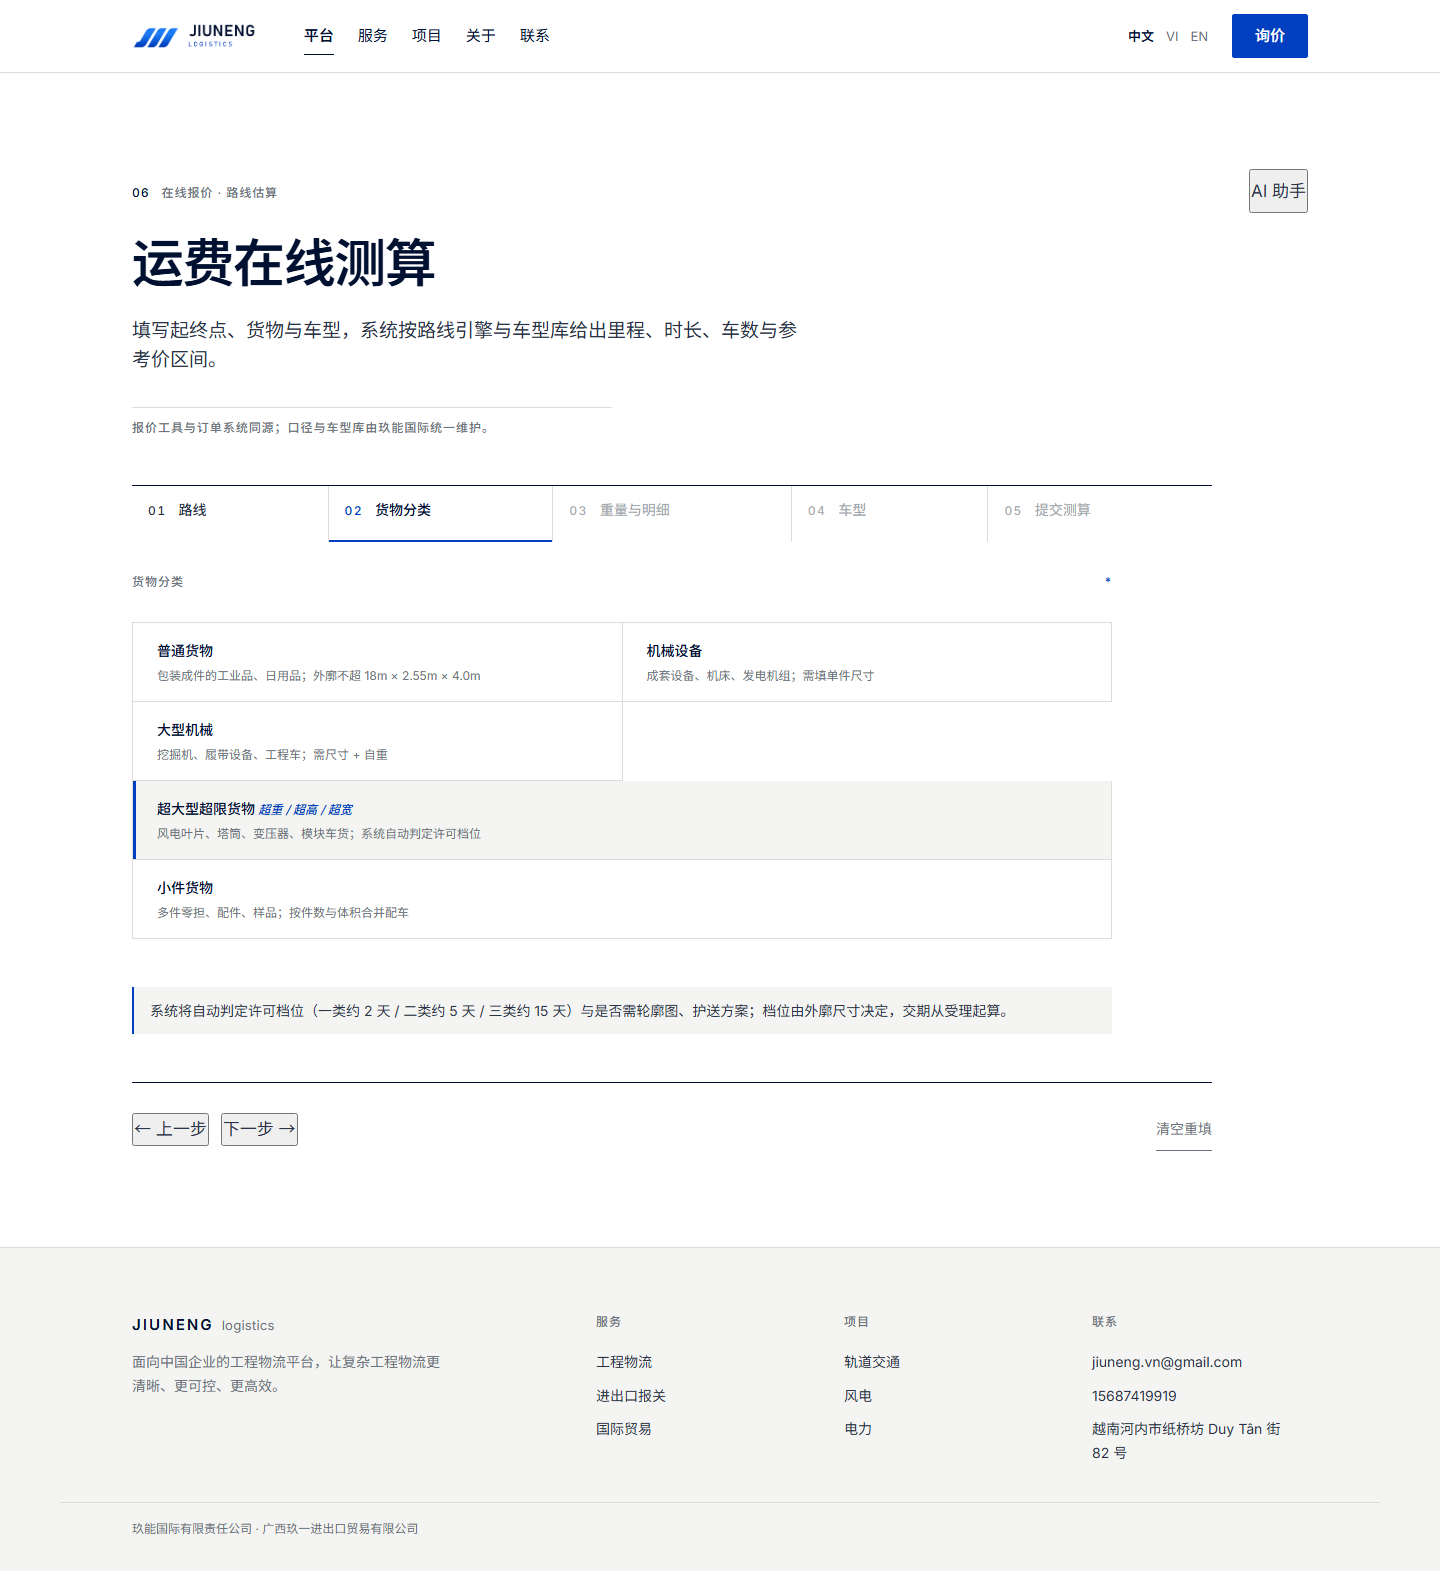 JIUNENG
LOGISTICS
平台 服务 项目 关于 联系
中文 VI EN
询价
06 在线报价 · 路线估算
AI 助手
运费在线测算
填写起终点、货物与车型，系统按路线引擎与车型库给出里程、时长、车数与参
考价区间。
报价工具与订单系统同源；口径与车型库由玖能国际统一维护。
01 路线
02 货物分类
03 重量与明细
04 车型
05 提交测算
货物分类 *
普通货物
包装成件的工业品、日用品；外廓不超 18m × 2.55m × 4.0m
机械设备
成套设备、机床、发电机组；需填单件尺寸
大型机械
挖掘机、履带设备、工程车；需尺寸 + 自重
超大型超限货物 超重 / 超高 / 超宽
风电叶片、塔筒、变压器、模块车货；系统自动判定许可档位
小件货物
多件零担、配件、样品；按件数与体积合并配车
系统将自动判定许可档位（一类约 2 天 / 二类约 5 天 / 三类约 15 天）与是否需轮廓图、护送方案；档位由外廓尺寸决定，交期从受理起算。
← 上一步
下一步 →
清空重填
JIUNENG logistics
面向中国企业的工程物流平台，让复杂工程物流更
清晰、更可控、更高效。
服务
工程物流
进出口报关
国际贸易
项目
轨道交通
风电
电力
联系
jiuneng.vn@gmail.com
15687419919
越南河内市纸桥坊 Duy Tân 街
82 号
玖能国际有限责任公司 · 广西玖一进出口贸易有限公司